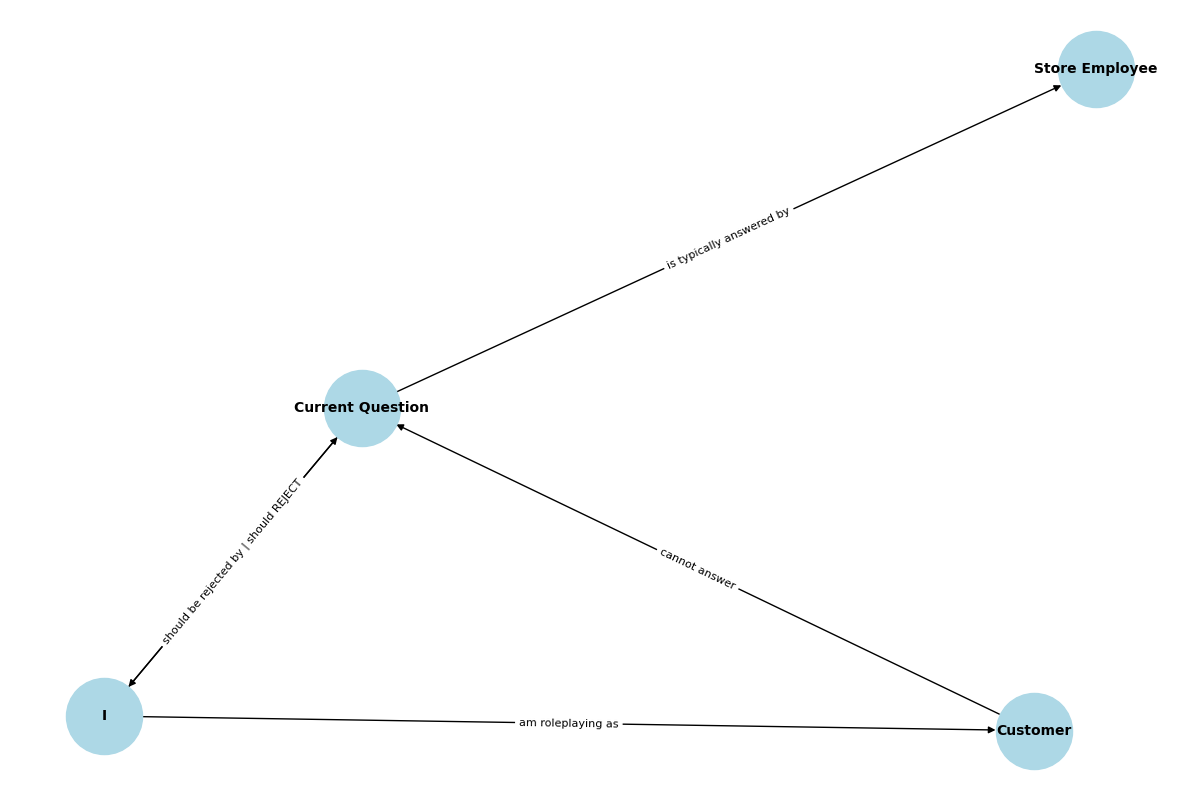 Store Employee
is typically answered by
Current Question
should be rejected by | should REJECT
cannot answer
I
am roleplaying as
Customer